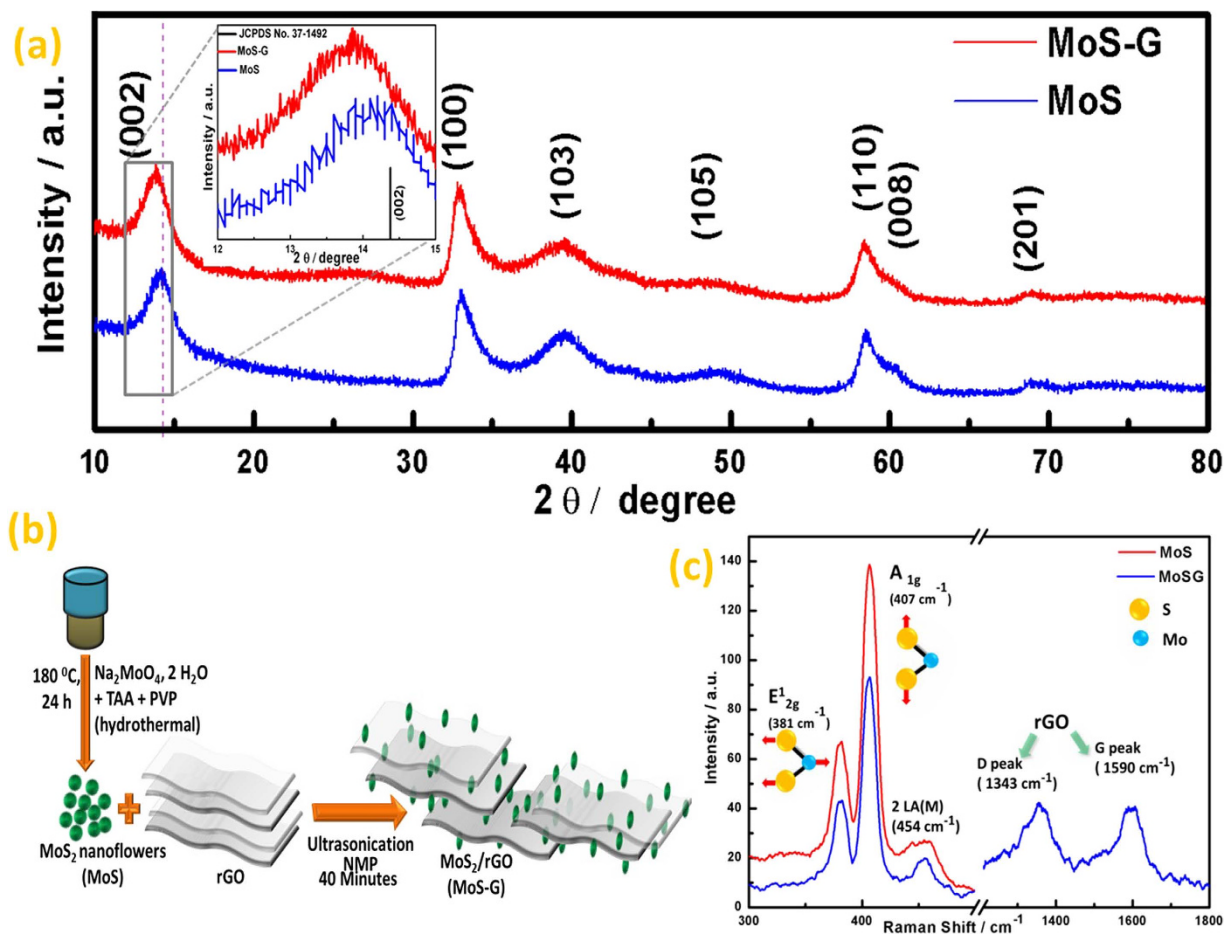 (a)
MoS-G
MoS
JCPDS No. 37-1492
MoS-G
MoS
Intensity / a.u.
(002)
12
13
14
15
2 θ / degree
(002)
(100)
(103)
(105)
(110)
(008)
(201)
Intensity / a.u.
10
20
30
40
50
60
70
80
2 θ / degree
(b)
180 ⁰C,
24 h
Na₂MoO₄, 2 H₂O
+ TAA + PVP
(hydrothermal)
MoS₂ nanoflowers
(MoS)
rGO
Ultrasonication
NMP
40 Minutes
MoS₂/rGO
(MoS-G)
(c)
MoS
MoSG
S
Mo
A 1g
(407 cm⁻¹)
E¹2g
(381 cm⁻¹)
2 LA(M)
(454 cm⁻¹)
rGO
D peak
( 1343 cm⁻¹)
G peak
( 1590 cm⁻¹)
Intensity / a.u.
140
120
100
80
60
40
20
0
300
400
1400
1600
1800
Raman Shift / cm⁻¹